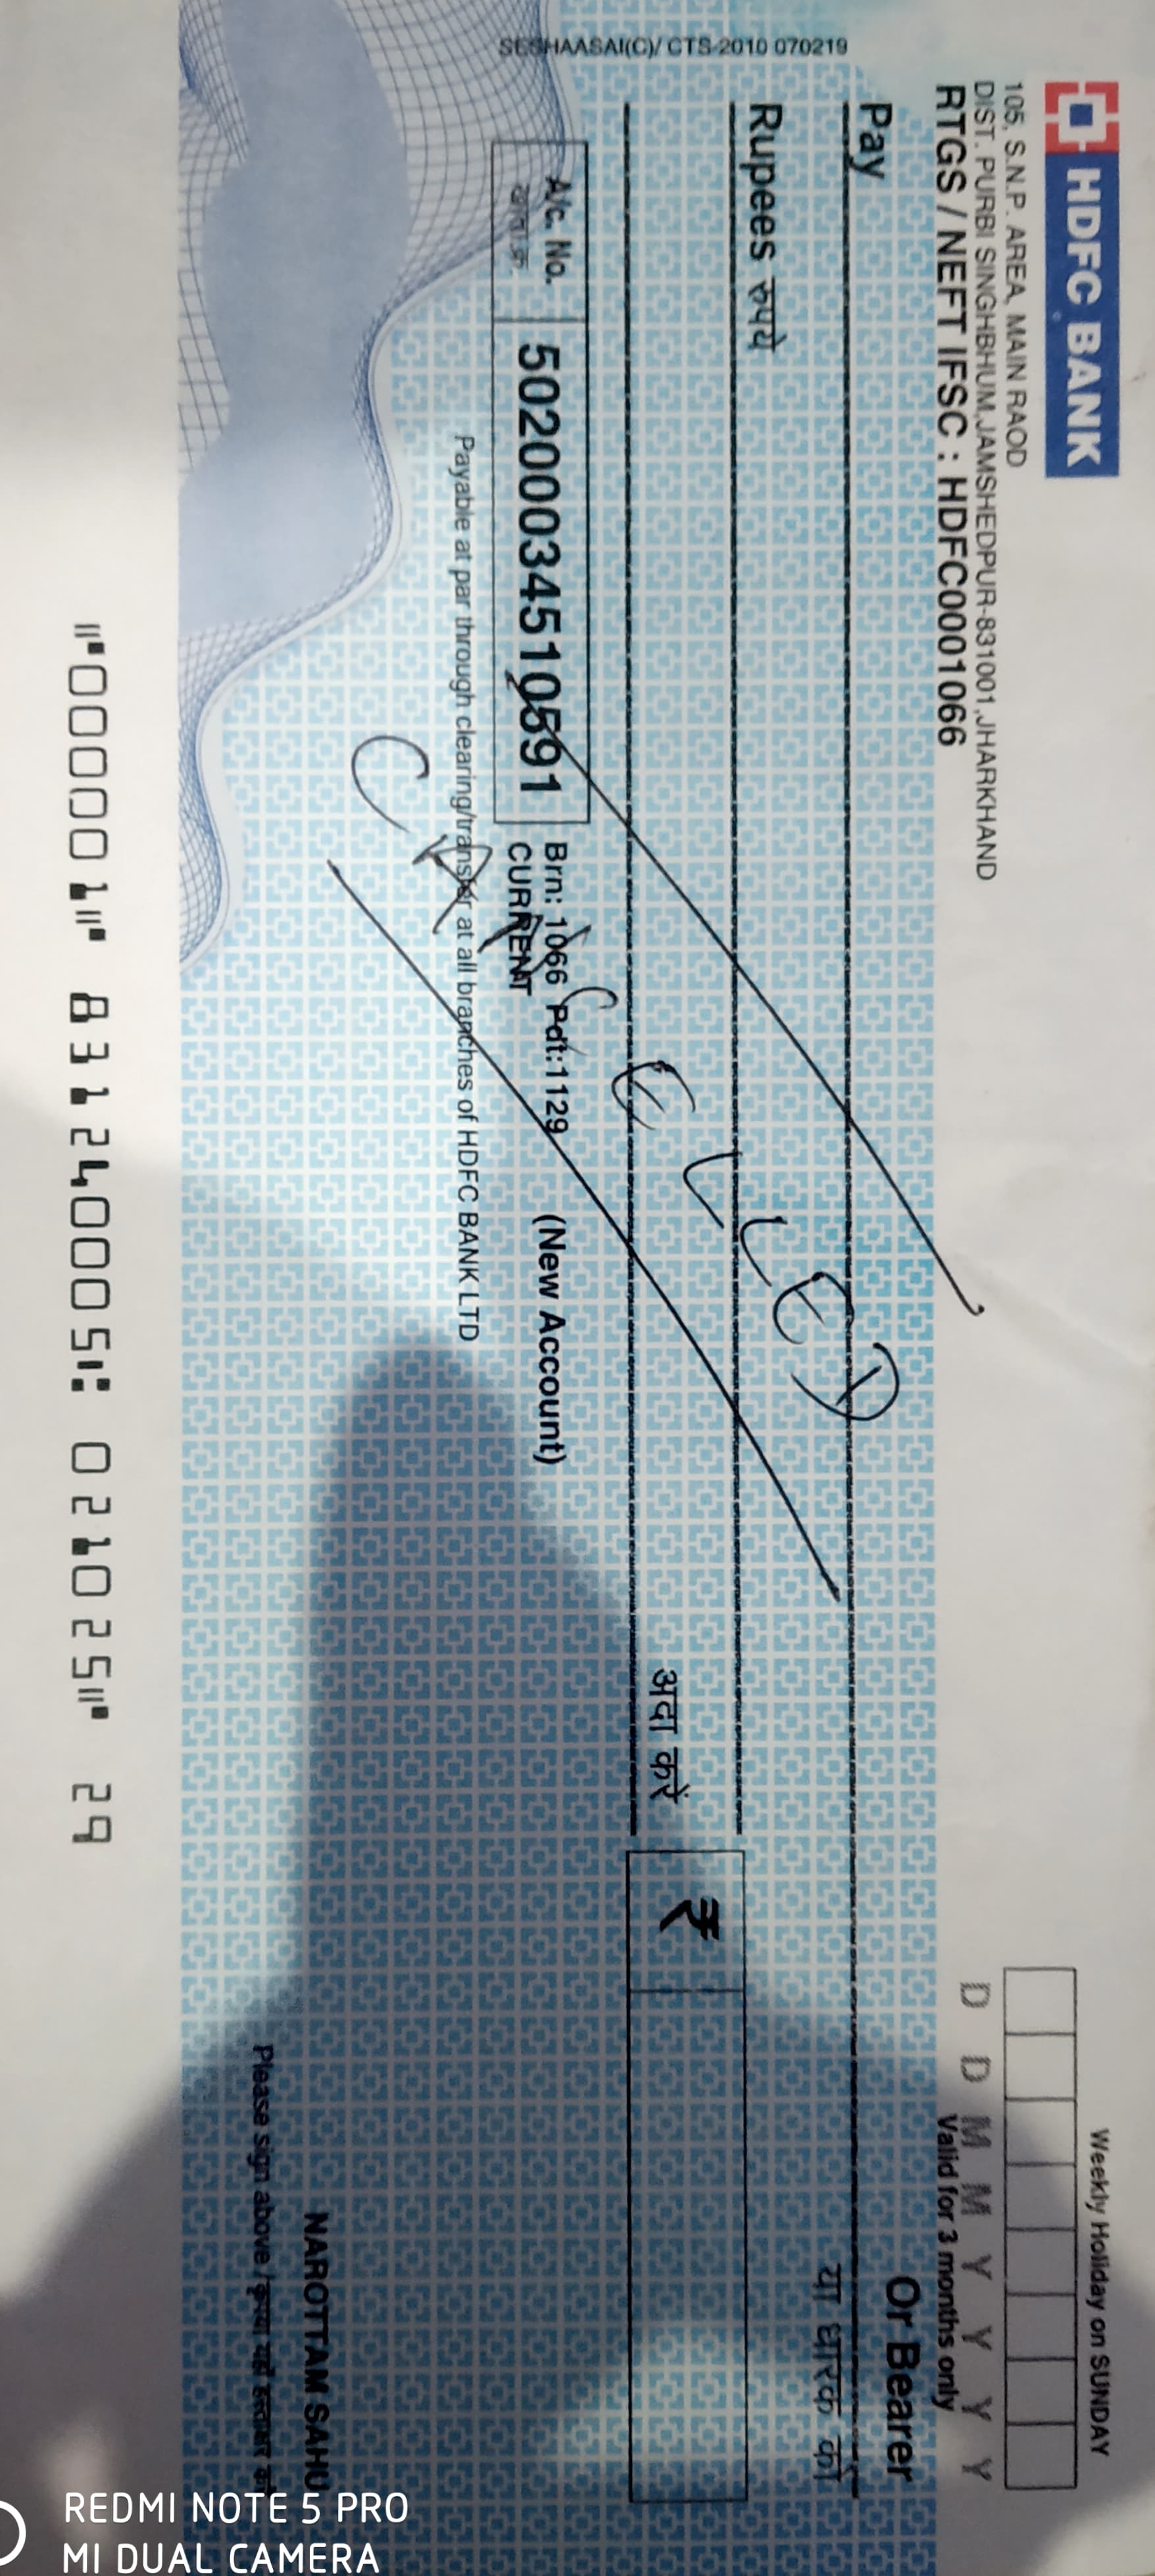 HDFC BANK
105, S.N.P. AREA, MAIN RAOD
DIST. PURBI SINGHBHUM,JAMSHEDPUR-831001,JHARKHAND
RTGS / NEFT IFSC : HDFC0001066
Weekly Holiday on SUNDAY
D D M M Y Y Y Y
Valid for 3 months only
Pay
Or Bearer
या धारक को
Rupees रुपये
अदा करें
₹
A/c. No.
खाता क्र.
50200034510591
Brn: 1066 Pdt:1129
CURRENT
(New Account)
CANCELLED
Payable at par through clearing/transfer at all branches of HDFC BANK LTD
NAROTTAM SAHU
Please sign above / कृपया यहाँ हस्ताक्षर करें
SESHAASAI(C)/ CTS-2010 070219
⑈000001⑈ 831240005⑆ 021025⑈ 29
REDMI NOTE 5 PRO
MI DUAL CAMERA